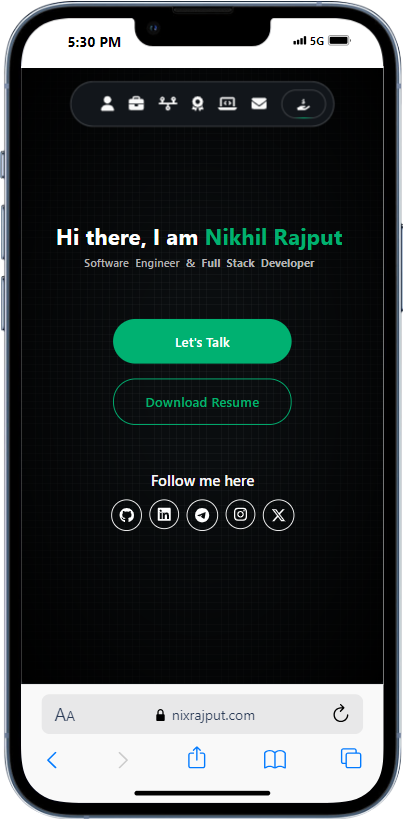 5:30 PM
5G
Hi there, I am Nikhil Rajput
Software Engineer & Full Stack Developer
Let's Talk
Download Resume
Follow me here
AA
nixrajput.com